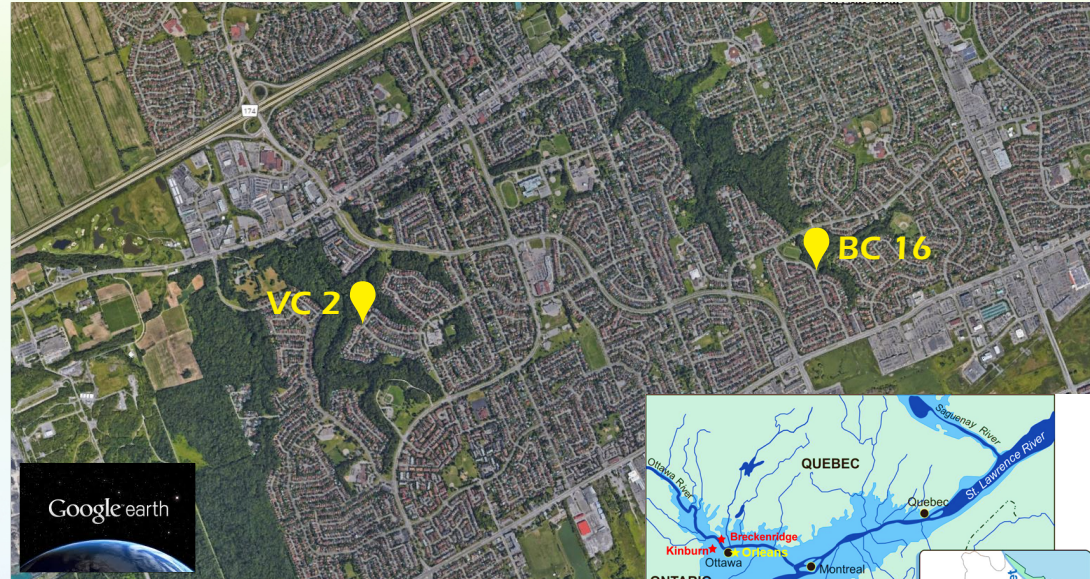 174
BC 16
VC 2
Google earth
Saguenay River
QUEBEC
St. Lawrence River
Ottawa River
Quebec
Breckenridge
Kinburn
Orleans
Ottawa
Montreal
ONTARIO